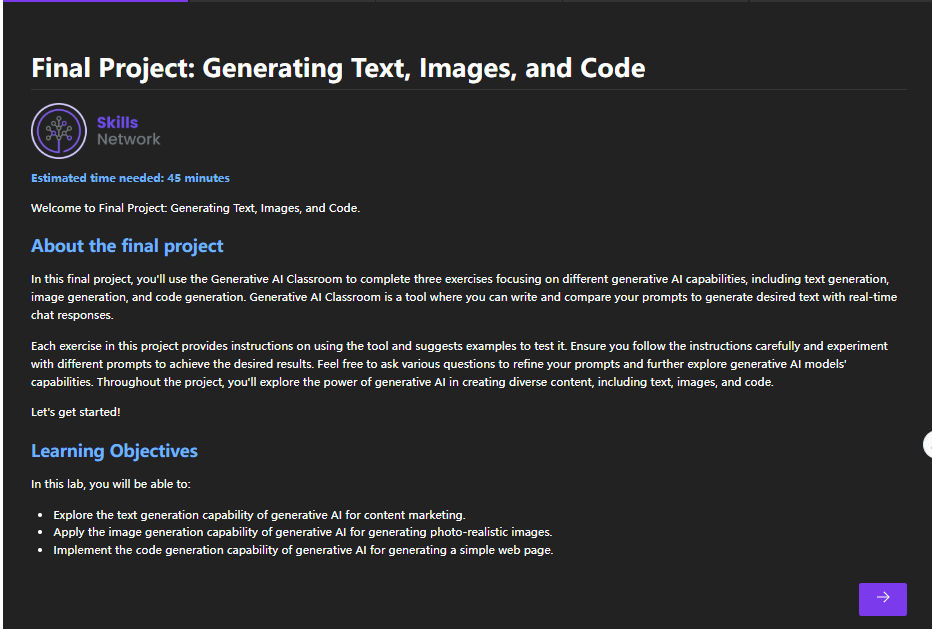 Final Project: Generating Text, Images, and Code
Skills
Network
Estimated time needed: 45 minutes
Welcome to Final Project: Generating Text, Images, and Code.
About the final project
In this final project, you'll use the Generative AI Classroom to complete three exercises focusing on different generative AI capabilities, including text generation,
image generation, and code generation. Generative AI Classroom is a tool where you can write and compare your prompts to generate desired text with real-time
chat responses.
Each exercise in this project provides instructions on using the tool and suggests examples to test it. Ensure you follow the instructions carefully and experiment
with different prompts to achieve the desired results. Feel free to ask various questions to refine your prompts and further explore generative AI models'
capabilities. Throughout the project, you'll explore the power of generative AI in creating diverse content, including text, images, and code.
Let's get started!
Learning Objectives
In this lab, you will be able to:
• Explore the text generation capability of generative AI for content marketing.
• Apply the image generation capability of generative AI for generating photo-realistic images.
• Implement the code generation capability of generative AI for generating a simple web page.